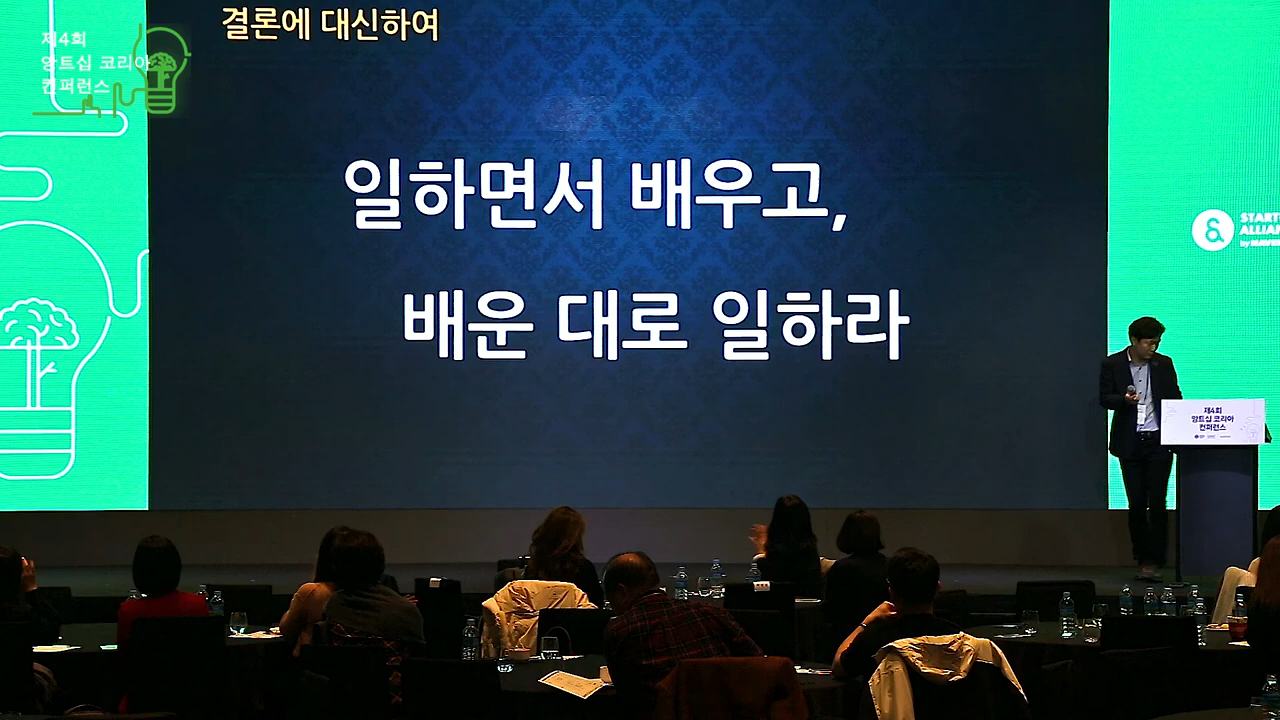 결론에 대신하여
제4회
앙트십 코리아
컨퍼런스
일하면서 배우고,
배운 대로 일하라
START
ALLIAN
제4회
앙트십 코리아
컨퍼런스